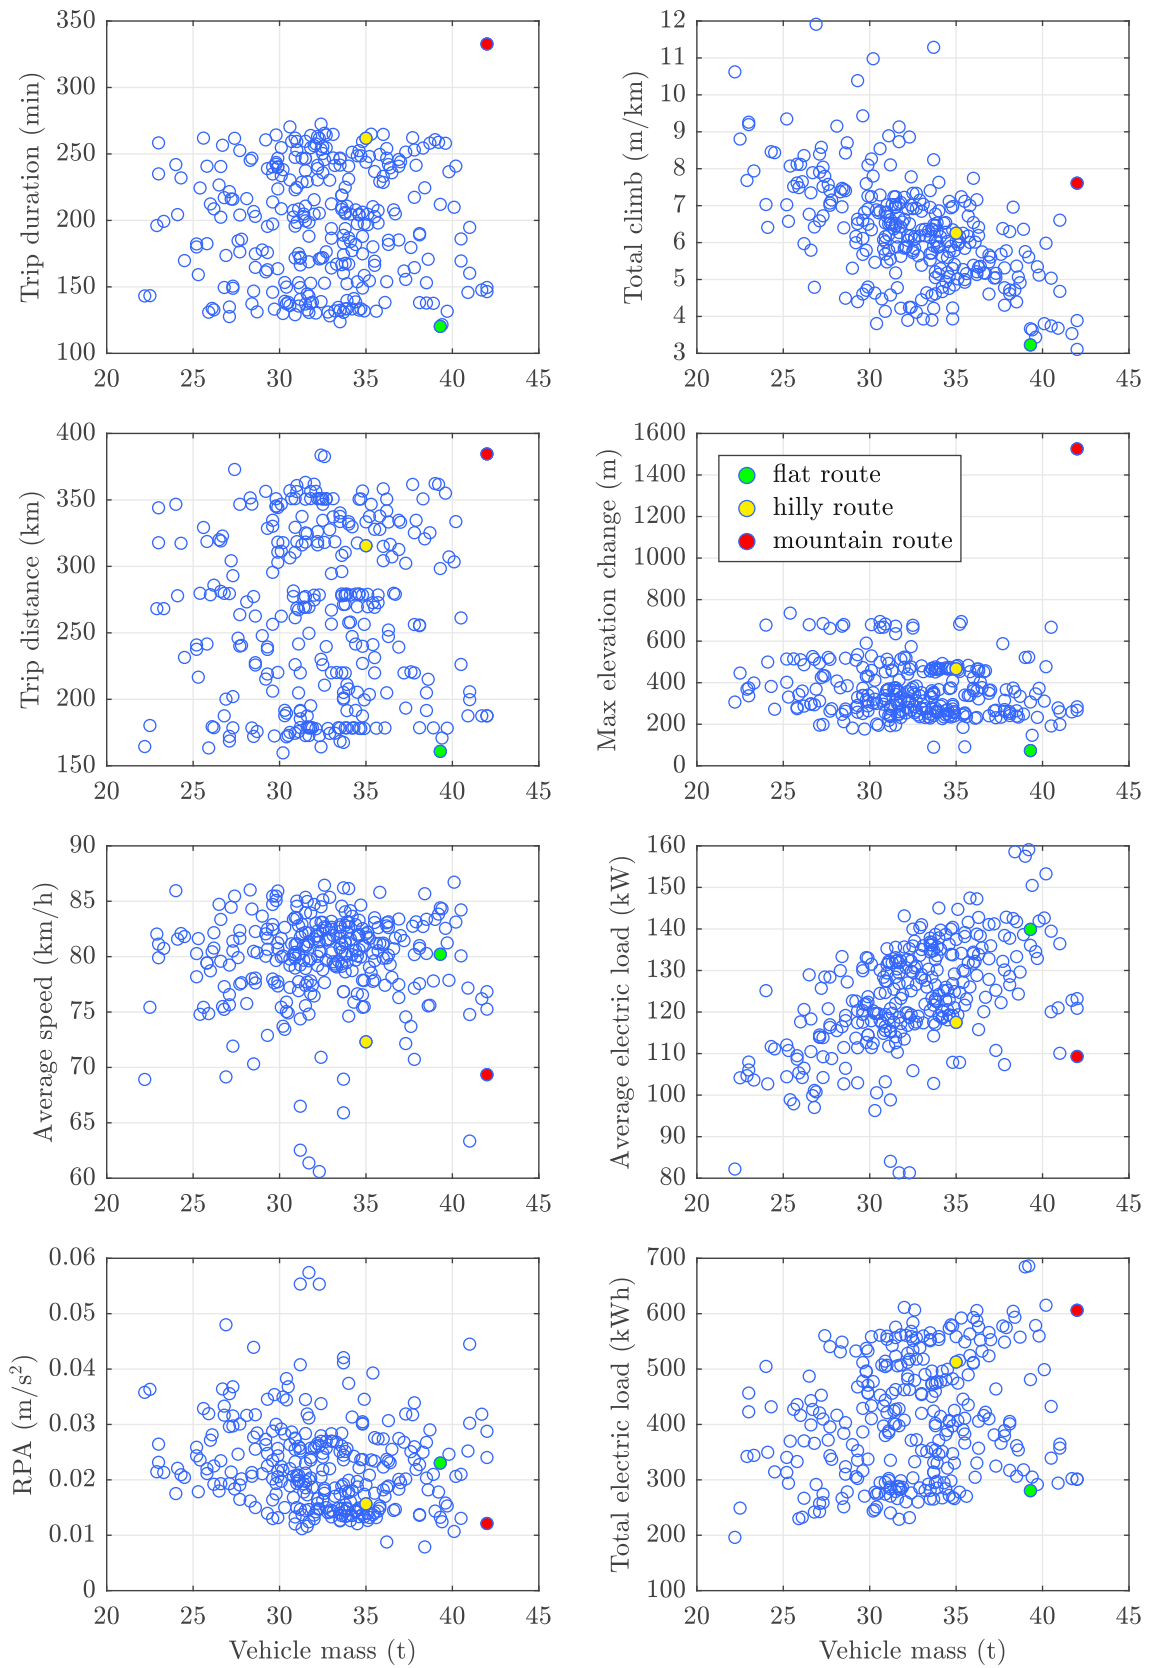 Trip duration (min)
350
300
250
200
150
100
20 25 30 35 40 45
Total climb (m/km)
12
11
10
9
8
7
6
5
4
3
20 25 30 35 40 45
Trip distance (km)
400
350
300
250
200
150
20 25 30 35 40 45
Max elevation change (m)
1600
1400
1200
1000
800
600
400
200
0
flat route
hilly route
mountain route
20 25 30 35 40 45
Average speed (km/h)
90
85
80
75
70
65
60
20 25 30 35 40 45
Average electric load (kW)
160
150
140
130
120
110
100
90
80
20 25 30 35 40 45
RPA (m/s²)
0.06
0.05
0.04
0.03
0.02
0.01
0
20 25 30 35 40 45
Vehicle mass (t)
Total electric load (kWh)
700
600
500
400
300
200
100
20 25 30 35 40 45
Vehicle mass (t)